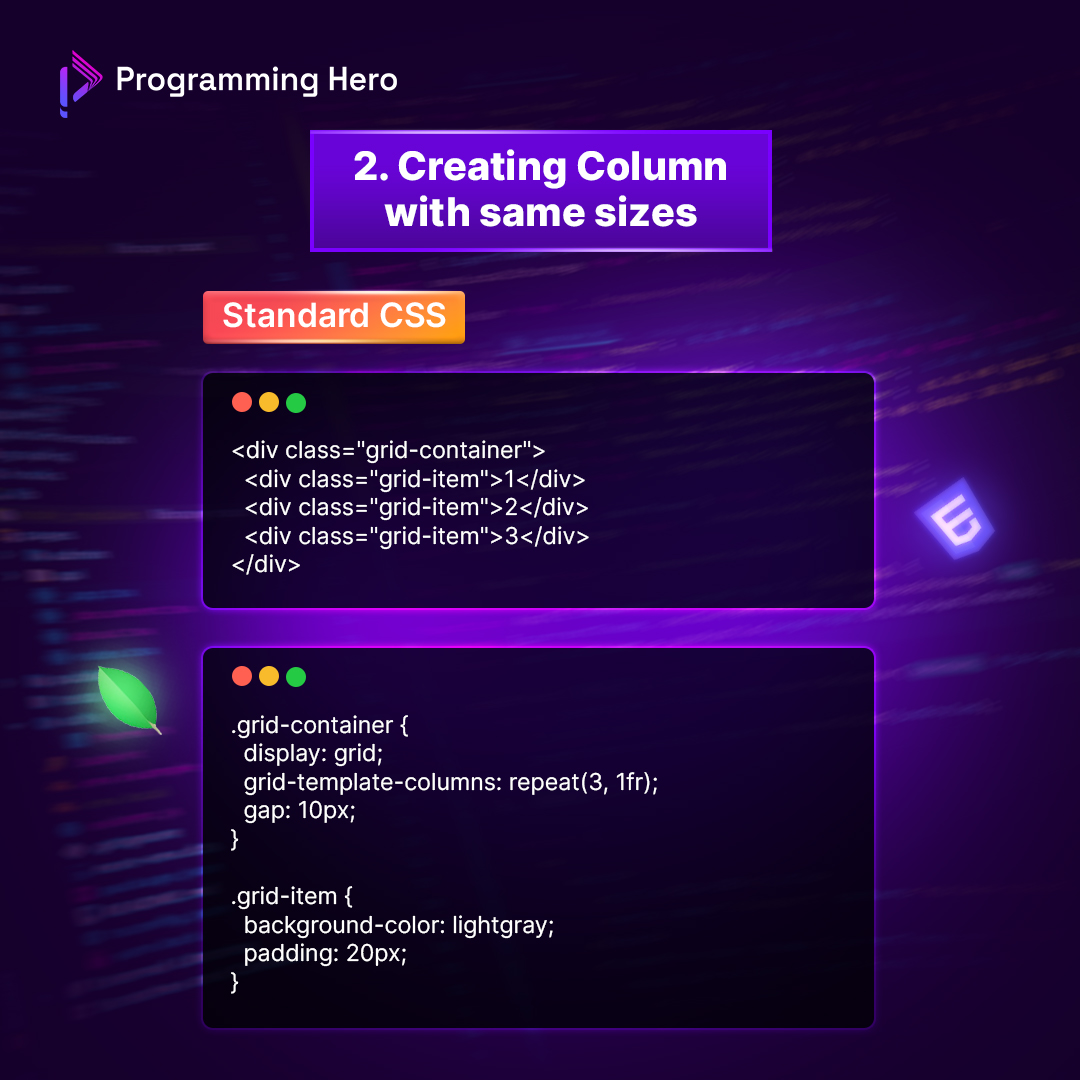 Programming Hero
2. Creating Column
with same sizes
Standard CSS
<div class="grid-container">
  <div class="grid-item">1</div>
  <div class="grid-item">2</div>
  <div class="grid-item">3</div>
</div>
.grid-container {
  display: grid;
  grid-template-columns: repeat(3, 1fr);
  gap: 10px;
}
.grid-item {
  background-color: lightgray;
  padding: 20px;
}